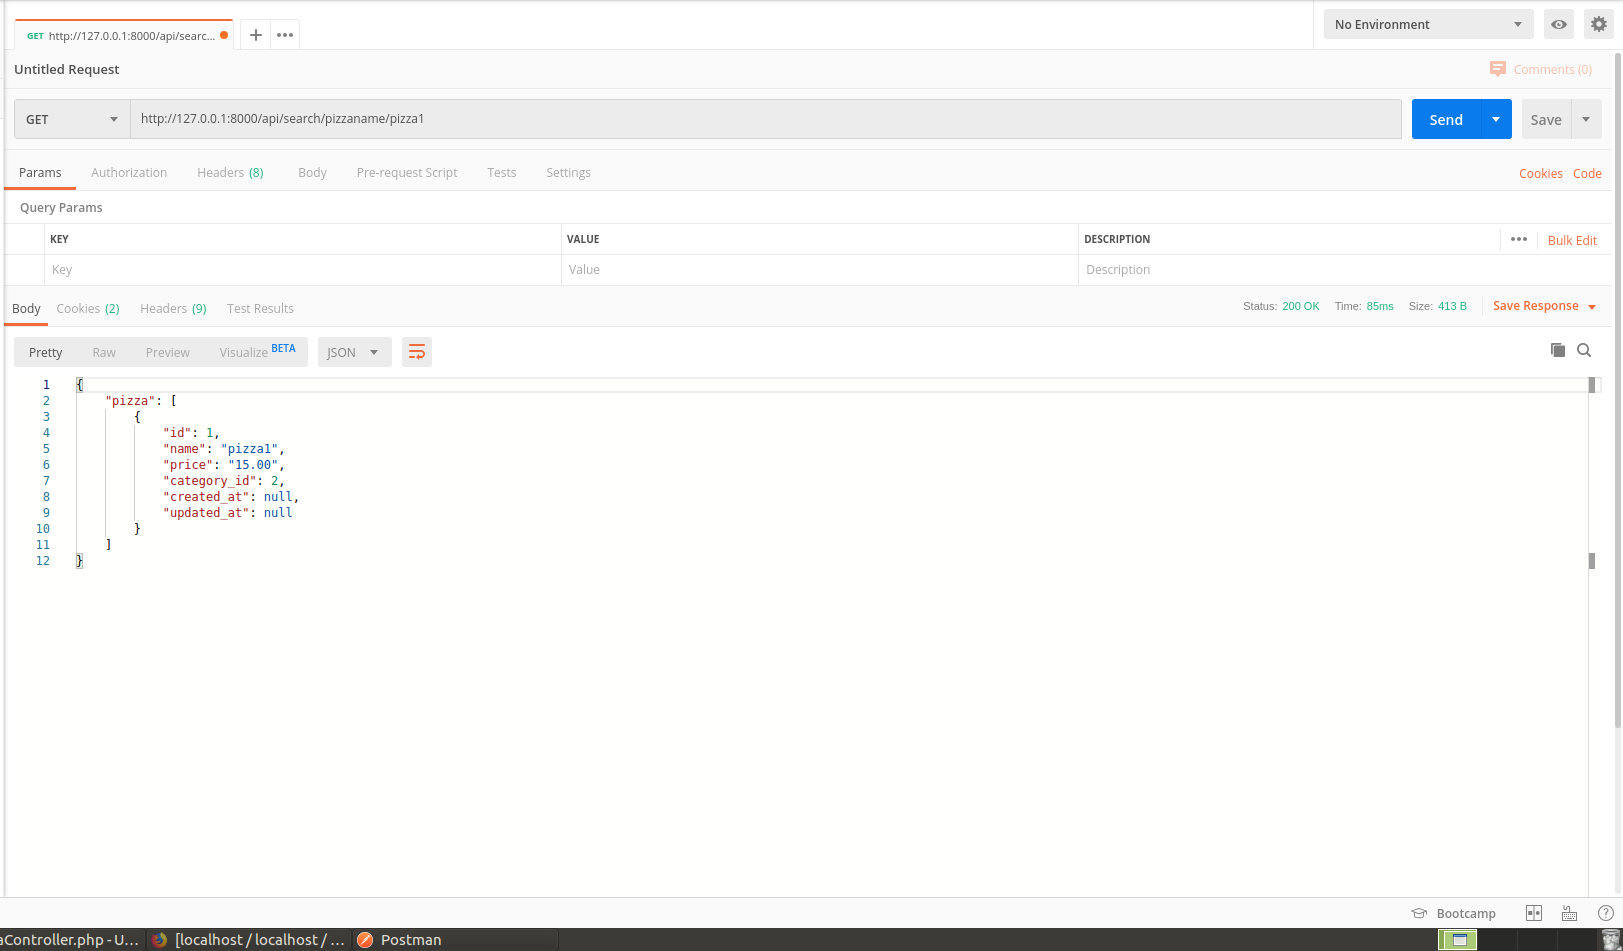 GET http://127.0.0.1:8000/api/searc...
No Environment
Untitled Request
Comments (0)
GET http://127.0.0.1:8000/api/search/pizzaname/pizza1 Send Save
Params Authorization Headers (8) Body Pre-request Script Tests Settings Cookies Code
Query Params
KEY VALUE DESCRIPTION Bulk Edit
Key Value Description
Body Cookies (2) Headers (9) Test Results Status: 200 OK Time: 85ms Size: 413 B Save Response
Pretty Raw Preview Visualize BETA JSON
1 {
2 "pizza": [
3 {
4 "id": 1,
5 "name": "pizza1",
6 "price": "15.00",
7 "category_id": 2,
8 "created_at": null,
9 "updated_at": null
10 }
11 ]
12 }
Bootcamp
aController.php - U... [localhost / localhost / ... Postman